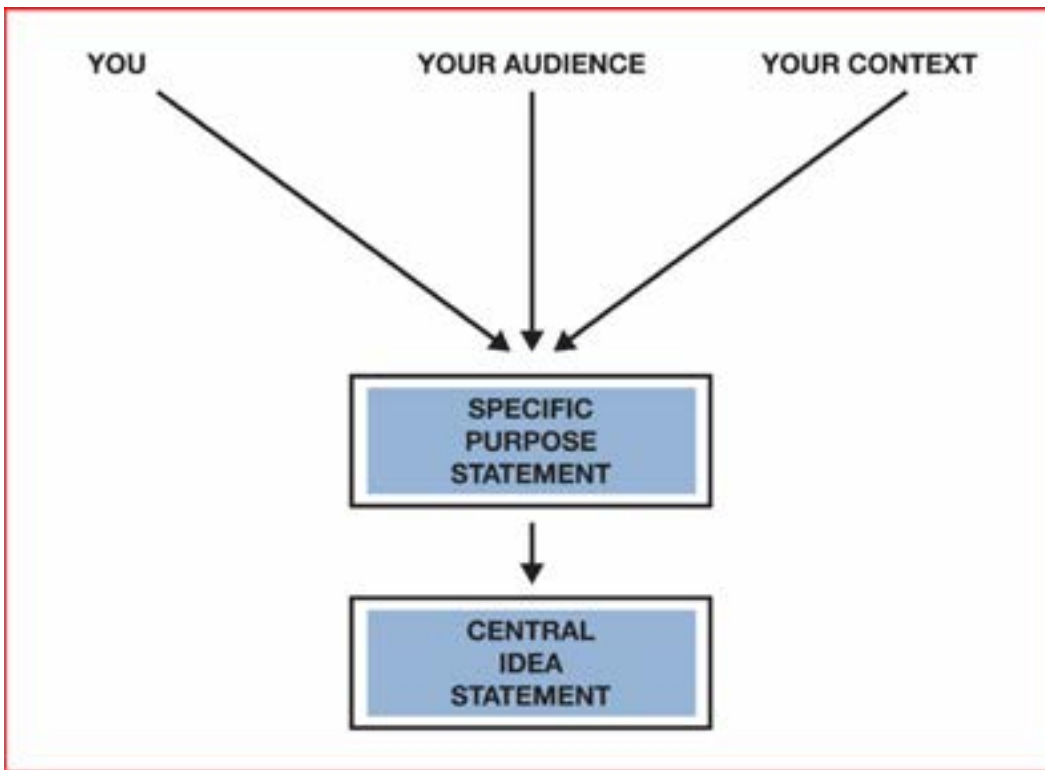 YOU
YOUR AUDIENCE
YOUR CONTEXT
SPECIFIC
PURPOSE
STATEMENT
CENTRAL
IDEA
STATEMENT